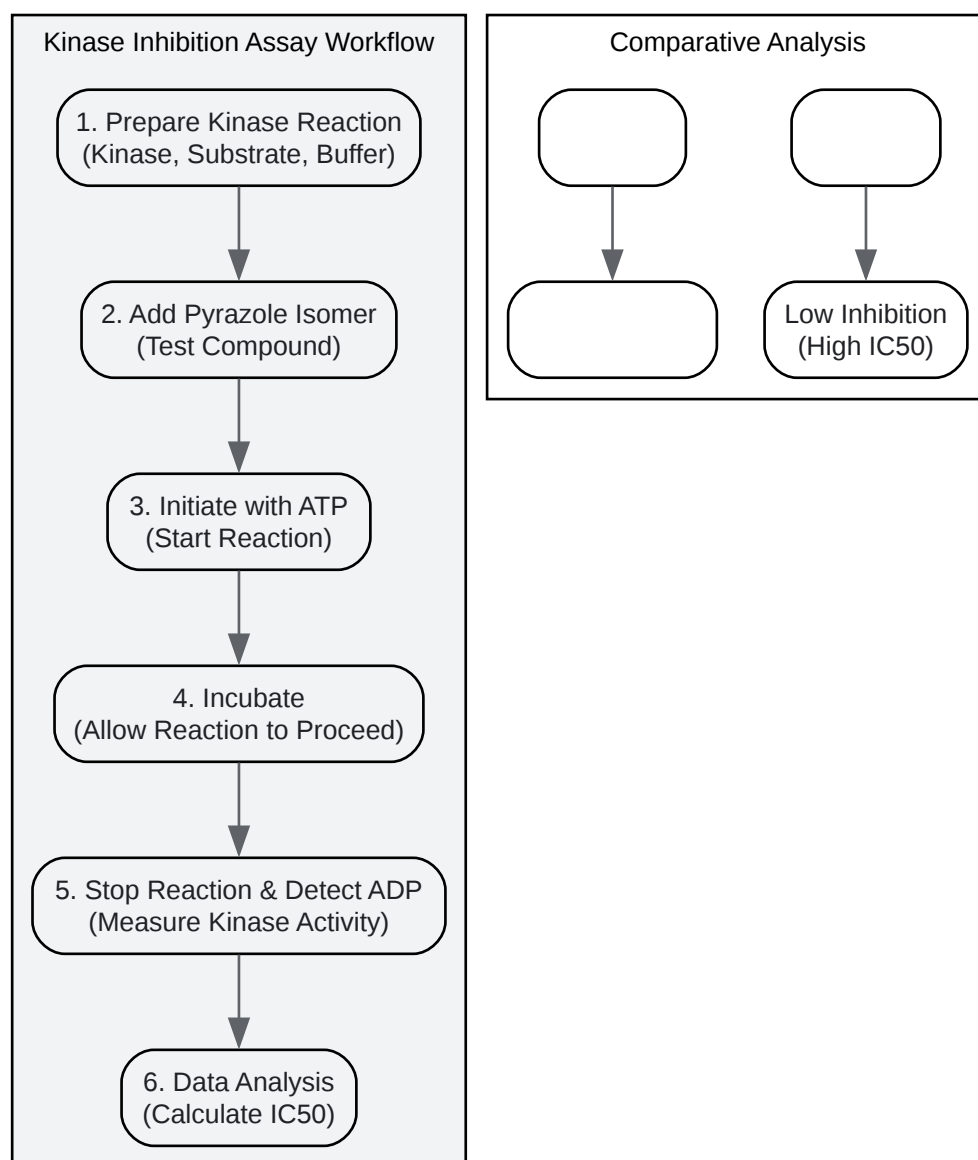 Kinase Inhibition Assay Workflow
1. Prepare Kinase Reaction
(Kinase, Substrate, Buffer)
2. Add Pyrazole Isomer
(Test Compound)
3. Initiate with ATP
(Start Reaction)
4. Incubate
(Allow Reaction to Proceed)
5. Stop Reaction & Detect ADP
(Measure Kinase Activity)
6. Data Analysis
(Calculate IC50)
Comparative Analysis
Low Inhibition
(High IC50)